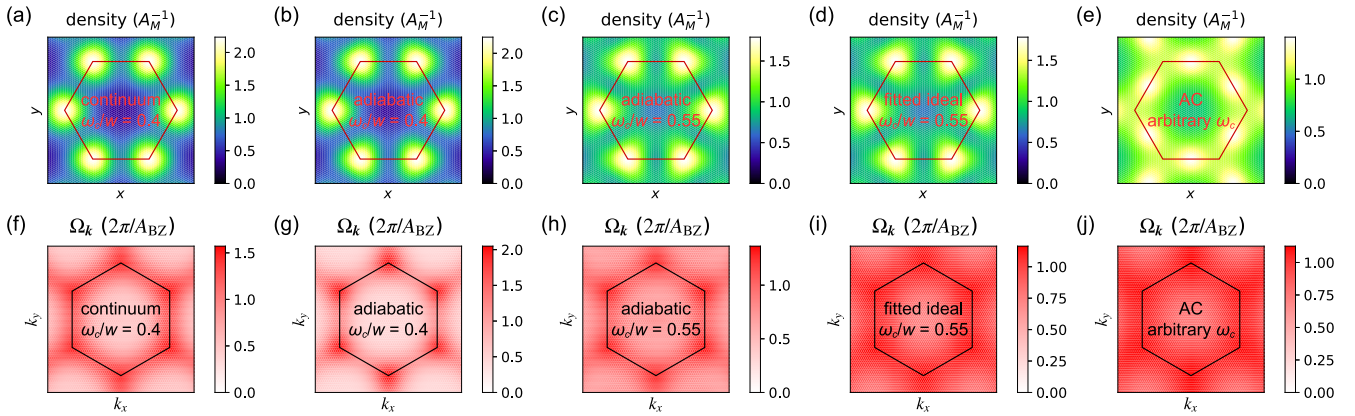 (a) density (A_M^{-1})
y
x
continuum
ω_c/w = 0.4
2.0
1.5
1.0
0.5
0.0
(b) density (A_M^{-1})
y
x
adiabatic
ω_c/w = 0.4
2.0
1.5
1.0
0.5
0.0
(c) density (A_M^{-1})
y
x
adiabatic
ω_c/w = 0.55
1.5
1.0
0.5
0.0
(d) density (A_M^{-1})
y
x
fitted ideal
ω_c/w = 0.55
1.5
1.0
0.5
0.0
(e) density (A_M^{-1})
y
x
AC
arbitrary ω_c
1.0
0.5
0.0
(f) Ω_k (2π/A_BZ)
k_y
k_x
continuum
ω_c/w = 0.4
1.5
1.0
0.5
0.0
(g) Ω_k (2π/A_BZ)
k_y
k_x
adiabatic
ω_c/w = 0.4
2.0
1.5
1.0
0.5
0.0
(h) Ω_k (2π/A_BZ)
k_y
k_x
adiabatic
ω_c/w = 0.55
1.0
0.5
0.0
(i) Ω_k (2π/A_BZ)
k_y
k_x
fitted ideal
ω_c/w = 0.55
1.00
0.75
0.50
0.25
0.00
(j) Ω_k (2π/A_BZ)
k_y
k_x
AC
arbitrary ω_c
1.00
0.75
0.50
0.25
0.00